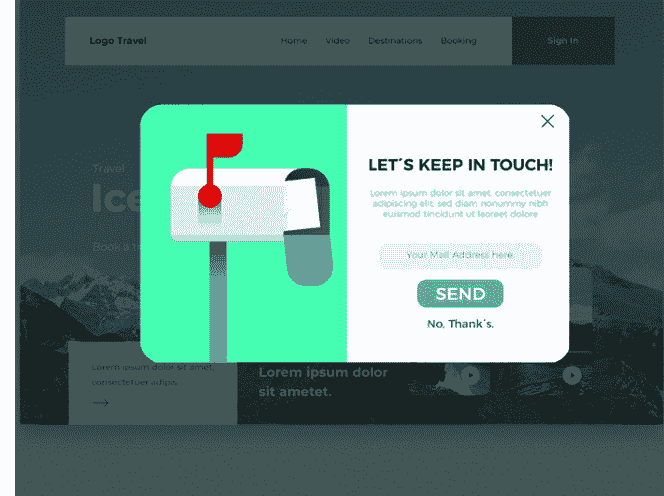 Logo Travel
Home Video Destinations Booking
Sign In
LET´S KEEP IN TOUCH!
Travel
Lorem ipsum dolor sit amet, consectetuer
adipiscing elit, sed diam nonummy nibh
euismod tincidunt ut laoreet dolore
Ice
Book a
Your Mail Address here.
SEND
No, Thank´s.
Lorem ipsum dolor sit amet,
consectetuer adipis.
Lorem ipsum dolor
sit ametet.